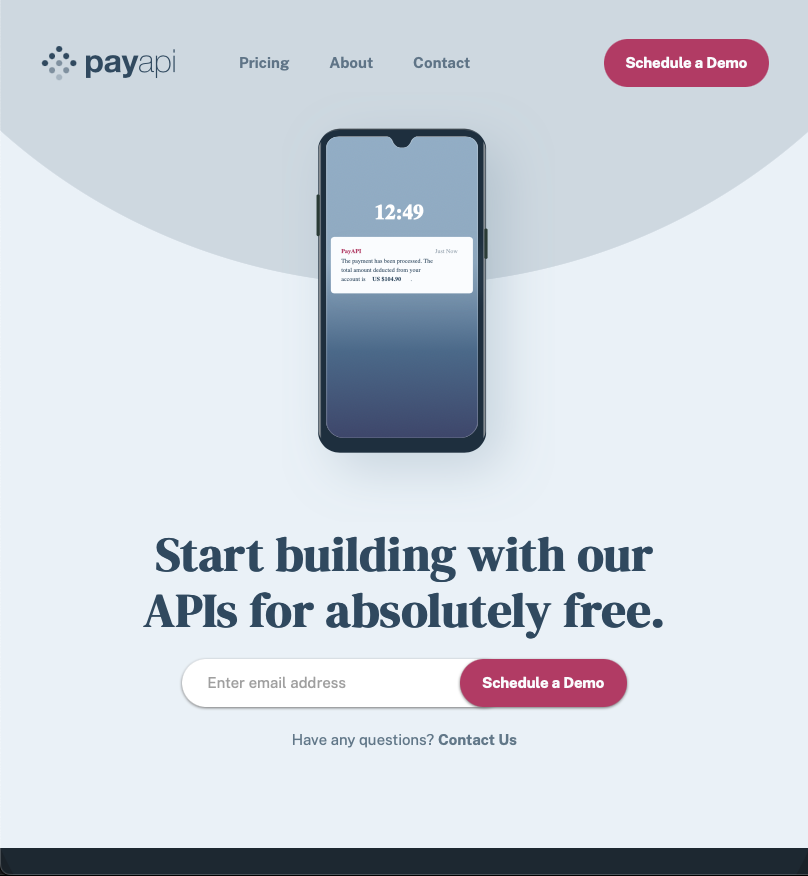 payapi
Pricing
About
Contact
Schedule a Demo
12:49
PayAPI
Just Now
The payment has been processed. The
total amount deducted from your
account is US $104.90 .
Start building with our
APIs for absolutely free.
Enter email address
Schedule a Demo
Have any questions? Contact Us